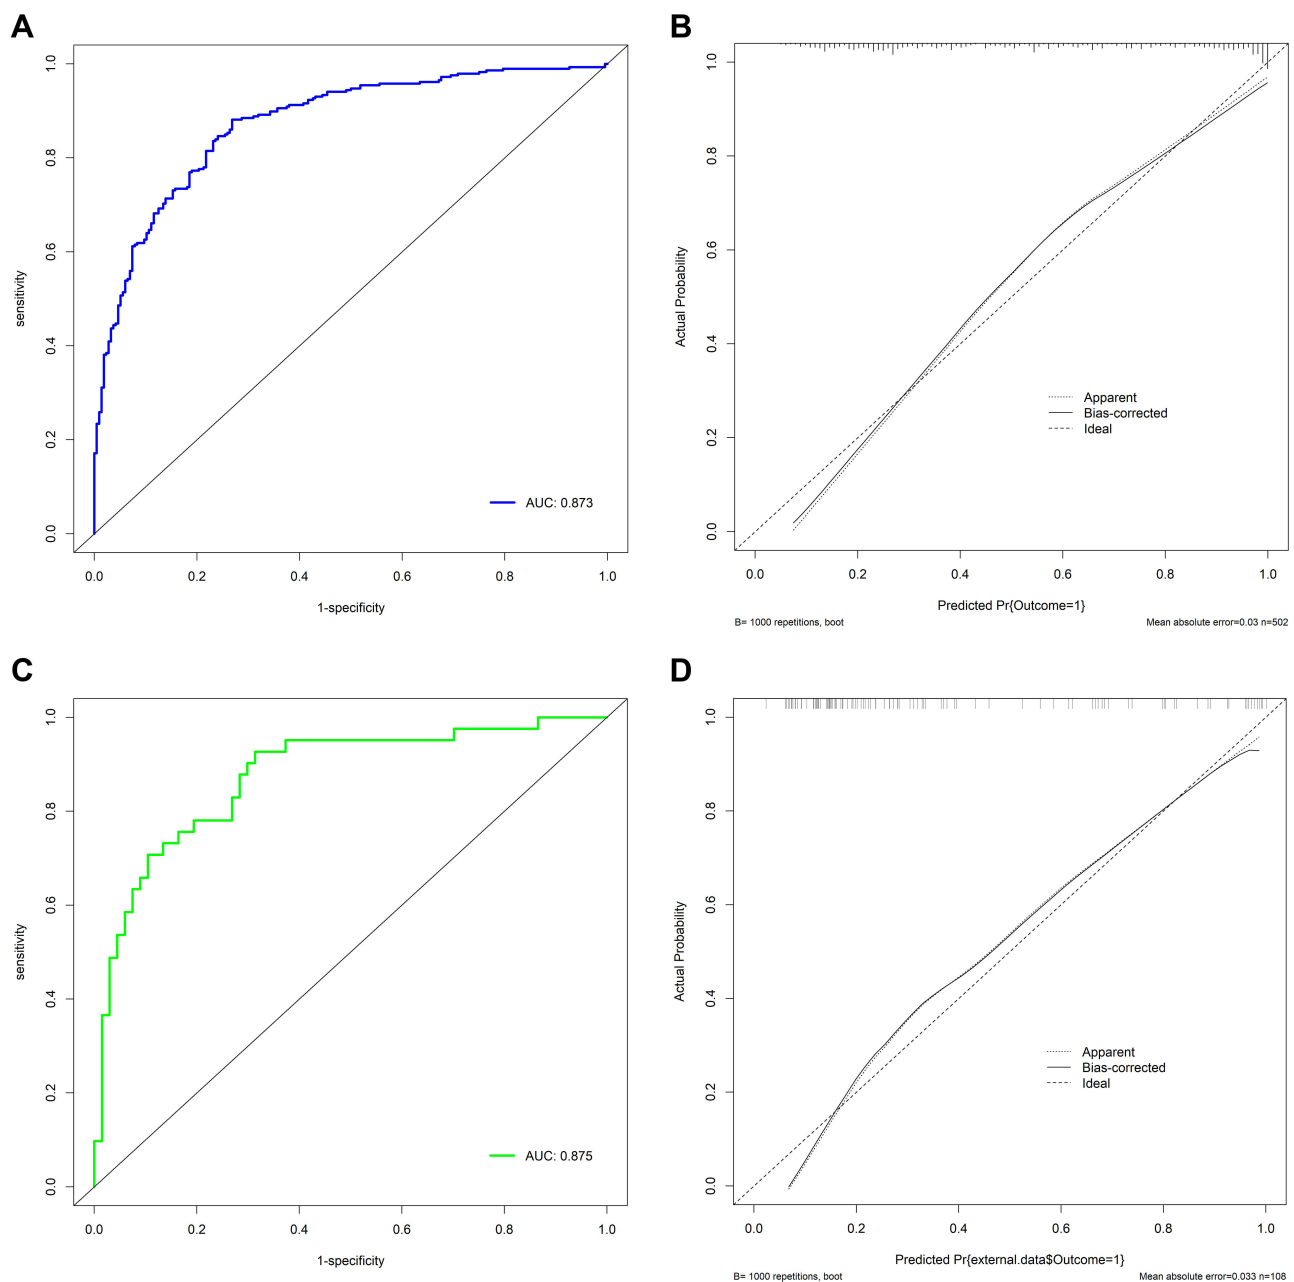 A
1.0
0.8
0.6
0.4
0.2
0.0
sensitivity
AUC: 0.873
0.0 0.2 0.4 0.6 0.8 1.0
1-specificity
B
1.0
0.8
0.6
0.4
0.2
0.0
Actual Probability
Apparent
Bias-corrected
Ideal
0.0 0.2 0.4 0.6 0.8 1.0
Predicted Pr{Outcome=1}
B= 1000 repetitions, boot
Mean absolute error=0.03 n=502
C
1.0
0.8
0.6
0.4
0.2
0.0
sensitivity
AUC: 0.875
0.0 0.2 0.4 0.6 0.8 1.0
1-specificity
D
1.0
0.8
0.6
0.4
0.2
0.0
Actual Probability
Apparent
Bias-corrected
Ideal
0.0 0.2 0.4 0.6 0.8 1.0
Predicted Pr{external.data$Outcome=1}
B= 1000 repetitions, boot
Mean absolute error=0.033 n=108